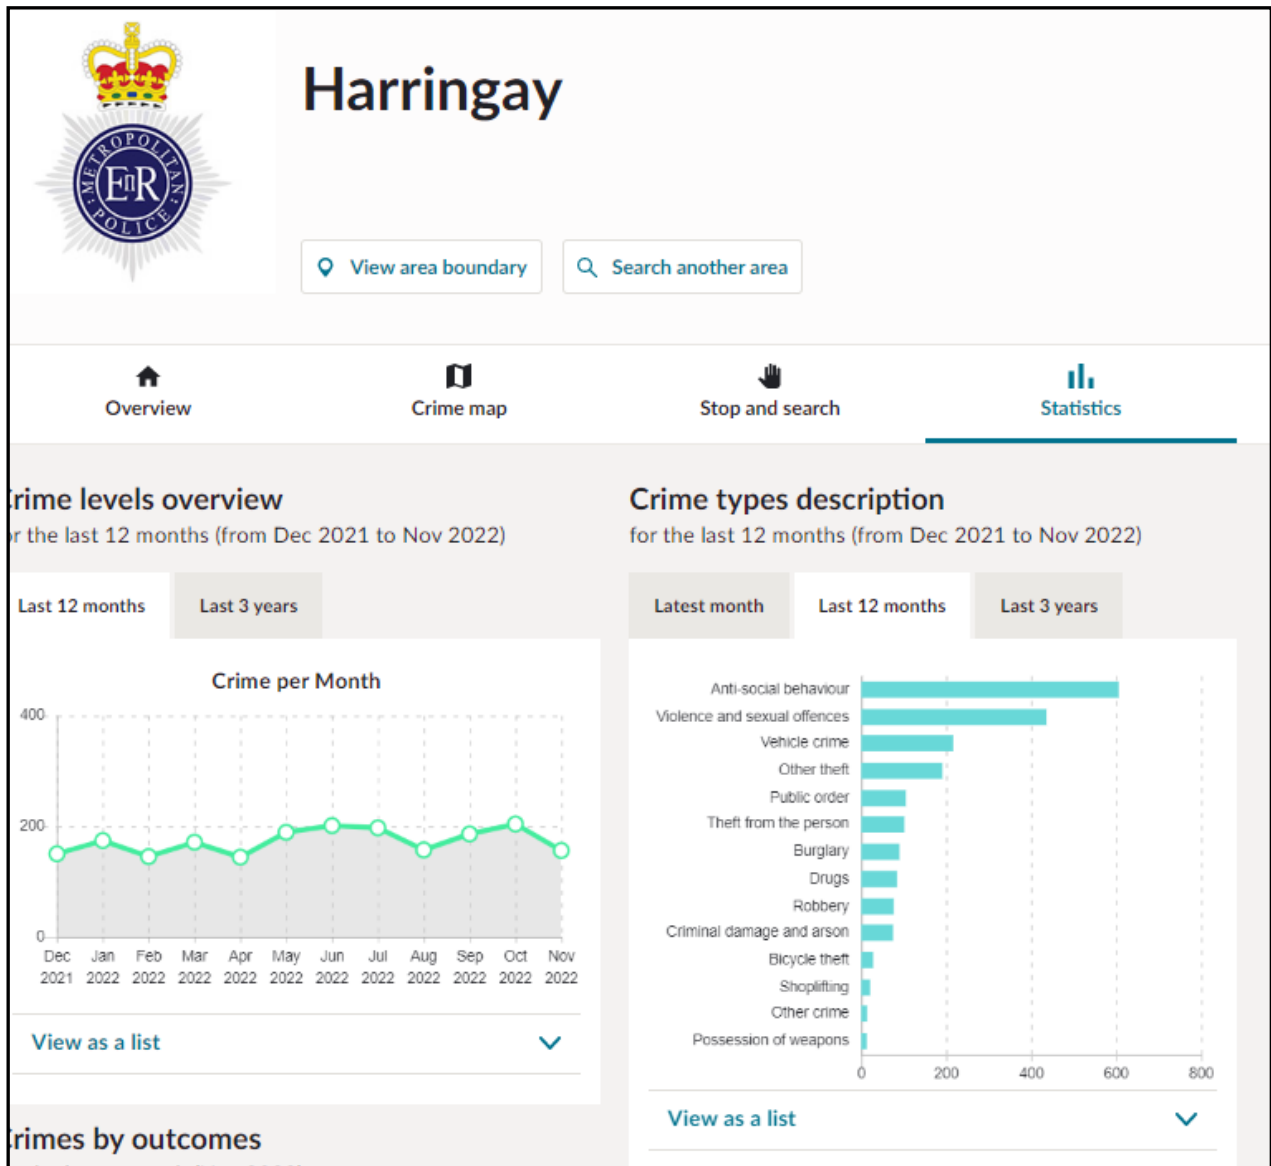 METROPOLITAN
EIIR
POLICE
Harringay
View area boundary
Search another area
Overview
Crime map
Stop and search
Statistics
Crime levels overview
for the last 12 months (from Dec 2021 to Nov 2022)
Last 12 months
Last 3 years
Crime per Month
400
200
0
Dec Jan Feb Mar Apr May Jun Jul Aug Sep Oct Nov
2021 2022 2022 2022 2022 2022 2022 2022 2022 2022 2022 2022
View as a list
Crimes by outcomes
Crime types description
for the last 12 months (from Dec 2021 to Nov 2022)
Latest month
Last 12 months
Last 3 years
Anti-social behaviour
Violence and sexual offences
Vehicle crime
Other theft
Public order
Theft from the person
Burglary
Drugs
Robbery
Criminal damage and arson
Bicycle theft
Shoplifting
Other crime
Possession of weapons
0 200 400 600 800
View as a list